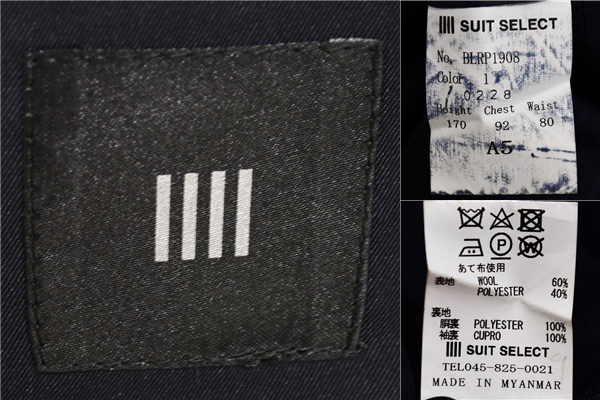 SUIT SELECT
No. BLRP1908
Color 1
0228
Height Chest Waist
170 92 80
A5
P W
あて布使用
表地 WOOL 60%
POLYESTER 40%
裏地
胴裏 POLYESTER 100%
袖裏 CUPRO 100%
SUIT SELECT
TEL045-825-0021
MADE IN MYANMAR